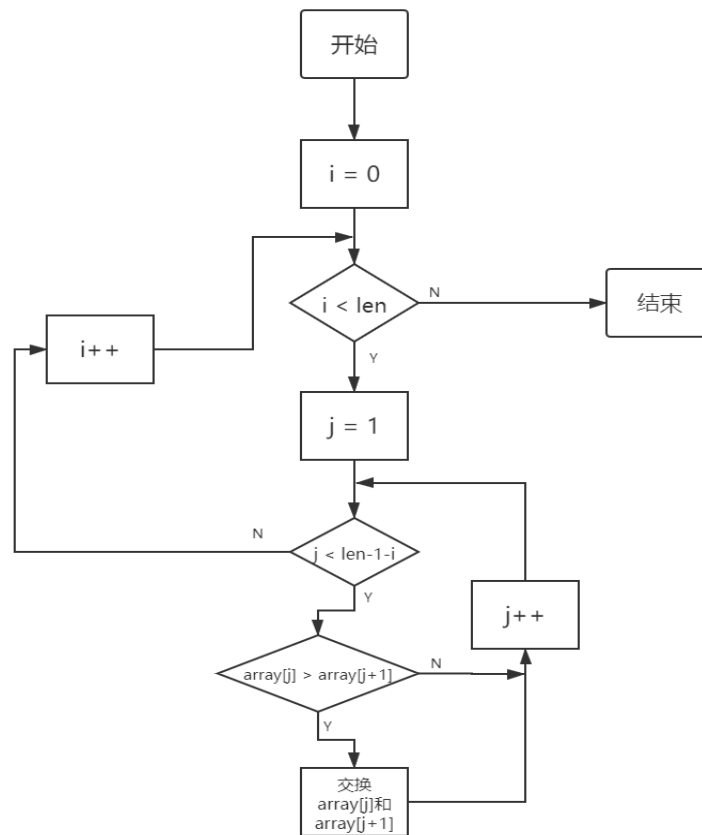 开始
i = 0
i < len
N
结束
i++
Y
j = 1
N
j < len-1-i
Y
j++
array[j] > array[j+1]
N
Y
交换
array[j]和
array[j+1]